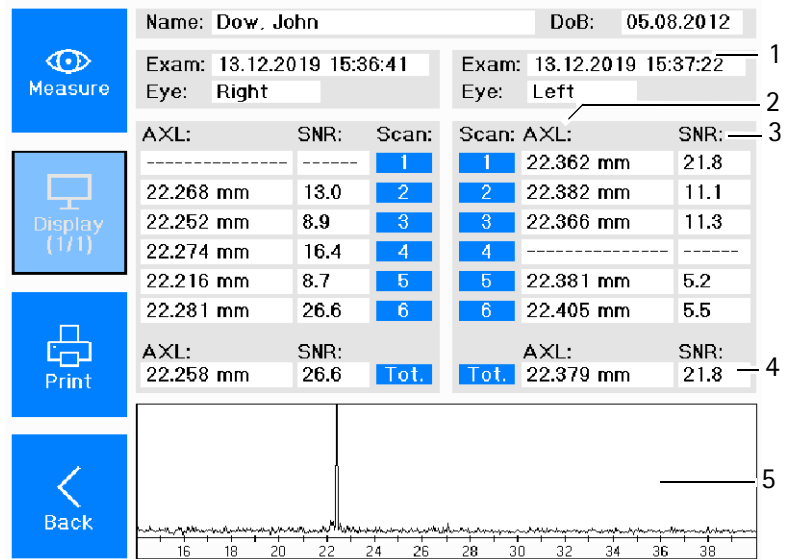 Name: Dow, John DoB: 05.08.2012
Measure
Exam: 13.12.2019 15:36:41
Eye: Right
Exam: 13.12.2019 15:37:22
Eye: Left
1
2
AXL: SNR: Scan: Scan: AXL: SNR: 3
--------------- ------ 1 1 22.362 mm 21.8
22.268 mm 13.0 2 2 22.382 mm 11.1
22.252 mm 8.9 3 3 22.366 mm 11.3
22.274 mm 16.4 4 4 --------------- ------
22.216 mm 8.7 5 5 22.381 mm 5.2
22.281 mm 26.6 6 6 22.405 mm 5.5
AXL: SNR: AXL: SNR:
22.258 mm 26.6 Tot. Tot. 22.379 mm 21.8 4
Display
(1/1)
Print
Back
5
16 18 20 22 24 26 28 30 32 34 36 38